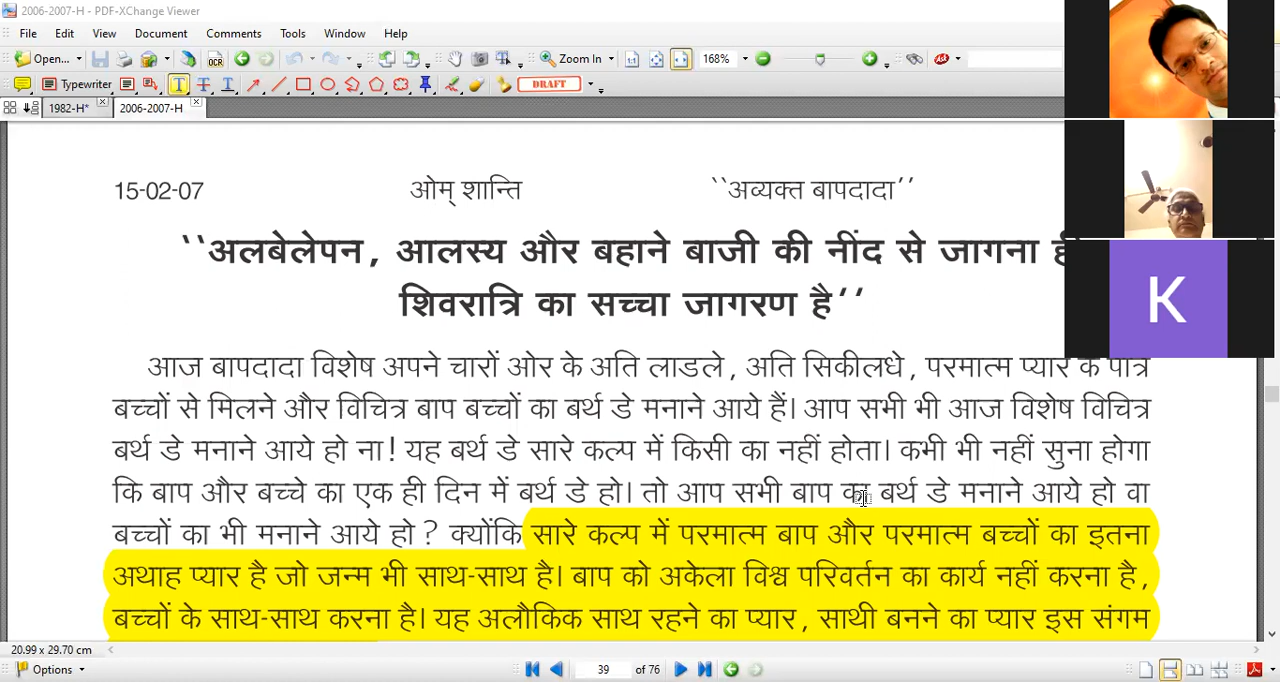 2006-2007-H - PDF-XChange Viewer
File Edit View Document Comments Tools Window Help
Open... OCR Zoom In 168%
Typewriter T T T DRAFT
1982-H* 2006-2007-H
15-02-07 ओम् शान्ति ``अव्यक्त बापदादा’’
``अलबेलेपन, आलस्य और बहाने बाजी की नींद से जागना ही
शिवरात्रि का सच्चा जागरण है’’
आज बापदादा विशेष अपने चारों ओर के अति लाडले, अति सिकीलधे, परमात्म प्यार के पात्र
बच्चों से मिलने और विचित्र बाप बच्चों का बर्थ डे मनाने आये हैं। आप सभी भी आज विशेष विचित्र
बर्थ डे मनाने आये हो ना! यह बर्थ डे सारे कल्प में किसी का नहीं होता। कभी भी नहीं सुना होगा
कि बाप और बच्चे का एक ही दिन में बर्थ डे हो। तो आप सभी बाप का बर्थ डे मनाने आये हो वा
बच्चों का भी मनाने आये हो? क्योंकि सारे कल्प में परमात्म बाप और परमात्म बच्चों का इतना
अथाह प्यार है जो जन्म भी साथ-साथ है। बाप को अकेला विश्व परिवर्तन का कार्य नहीं करना है,
बच्चों के साथ-साथ करना है। यह अलौकिक साथ रहने का प्यार, साथी बनने का प्यार इस संगम
K
20.99 x 29.70 cm
Options 39 of 76